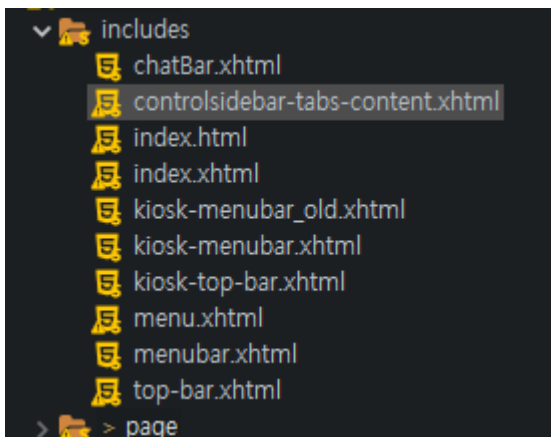 includes
chatBar.xhtml
controlsidebar-tabs-content.xhtml
index.html
index.xhtml
kiosk-menubar_old.xhtml
kiosk-menubar.xhtml
kiosk-top-bar.xhtml
menu.xhtml
menubar.xhtml
top-bar.xhtml
> page